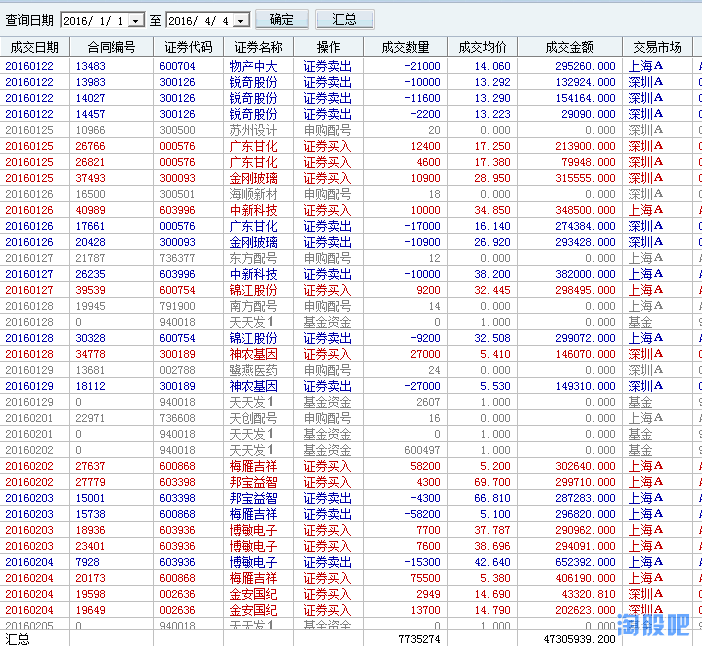 查询日期 2016/ 1/ 1 至 2016/ 4/ 4 确定 汇总
成交日期 合同编号 证券代码 证券名称 操作 成交数量 成交均价 成交金额 交易市场
20160122 13483 600704 物产中大 证券卖出 -21000 14.060 295260.000 上海A
20160122 13983 300126 锐奇股份 证券卖出 -10000 13.292 132924.000 深圳A
20160122 14027 300126 锐奇股份 证券卖出 -11600 13.290 154164.000 深圳A
20160122 14457 300126 锐奇股份 证券卖出 -2200 13.223 29090.000 深圳A
20160125 10966 300500 苏州设计 申购配号 20 0.000 0.000 深圳A
20160125 26766 000576 广东甘化 证券买入 12400 17.250 213900.000 深圳A
20160125 26821 000576 广东甘化 证券买入 4600 17.380 79948.000 深圳A
20160125 37493 300093 金刚玻璃 证券买入 10900 28.950 315555.000 深圳A
20160126 16500 300501 海顺新材 申购配号 18 0.000 0.000 深圳A
20160126 40989 603996 中新科技 证券买入 10000 34.850 348500.000 上海A
20160126 17661 000576 广东甘化 证券卖出 -17000 16.140 274384.000 深圳A
20160126 20428 300093 金刚玻璃 证券卖出 -10900 26.920 293428.000 深圳A
20160127 21787 736377 东方配号 申购配号 12 0.000 0.000 上海A
20160127 26235 603996 中新科技 证券卖出 -10000 38.200 382000.000 上海A
20160127 39539 600754 锦江股份 证券买入 9200 32.445 298495.000 上海A
20160128 19945 791900 南方配号 申购配号 14 0.000 0.000 上海A
20160128 0 940018 天天发1 基金资金 0 1.000 0.000 基金
20160128 30328 600754 锦江股份 证券卖出 -9200 32.508 299072.000 上海A
20160128 34778 300189 神农基因 证券买入 27000 5.410 146070.000 深圳A
20160129 13681 002788 鹭燕医药 申购配号 24 0.000 0.000 深圳A
20160129 18112 300189 神农基因 证券卖出 -27000 5.530 149310.000 深圳A
20160129 0 940018 天天发1 基金资金 2607 1.000 0.000 基金
20160201 22971 736608 天创配号 申购配号 16 0.000 0.000 上海A
20160201 0 940018 天天发1 基金资金 0 1.000 0.000 基金
20160202 0 940018 天天发1 基金资金 600497 1.000 0.000 基金
20160202 27637 600868 梅雁吉祥 证券买入 58200 5.200 302640.000 上海A
20160202 27779 603398 邦宝益智 证券买入 4300 69.700 299710.000 上海A
20160203 15001 603398 邦宝益智 证券卖出 -4300 66.810 287283.000 上海A
20160203 15738 600868 梅雁吉祥 证券卖出 -58200 5.100 296820.000 上海A
20160203 18936 603936 博敏电子 证券买入 7700 37.787 290962.000 上海A
20160203 23401 603936 博敏电子 证券买入 7600 38.696 294091.000 上海A
20160204 7928 603936 博敏电子 证券卖出 -15300 42.640 652392.000 上海A
20160204 20173 600868 梅雁吉祥 证券买入 75500 5.380 406190.000 上海A
20160204 19598 002636 金安国纪 证券买入 2949 14.690 43320.810 深圳A
20160204 19649 002636 金安国纪 证券买入 13700 14.790 202623.000 深圳A
20160205 0 940018 天天发1 基金资金 0 1.000 0.000 基金
汇总 7735274 47305939.200
淘股吧